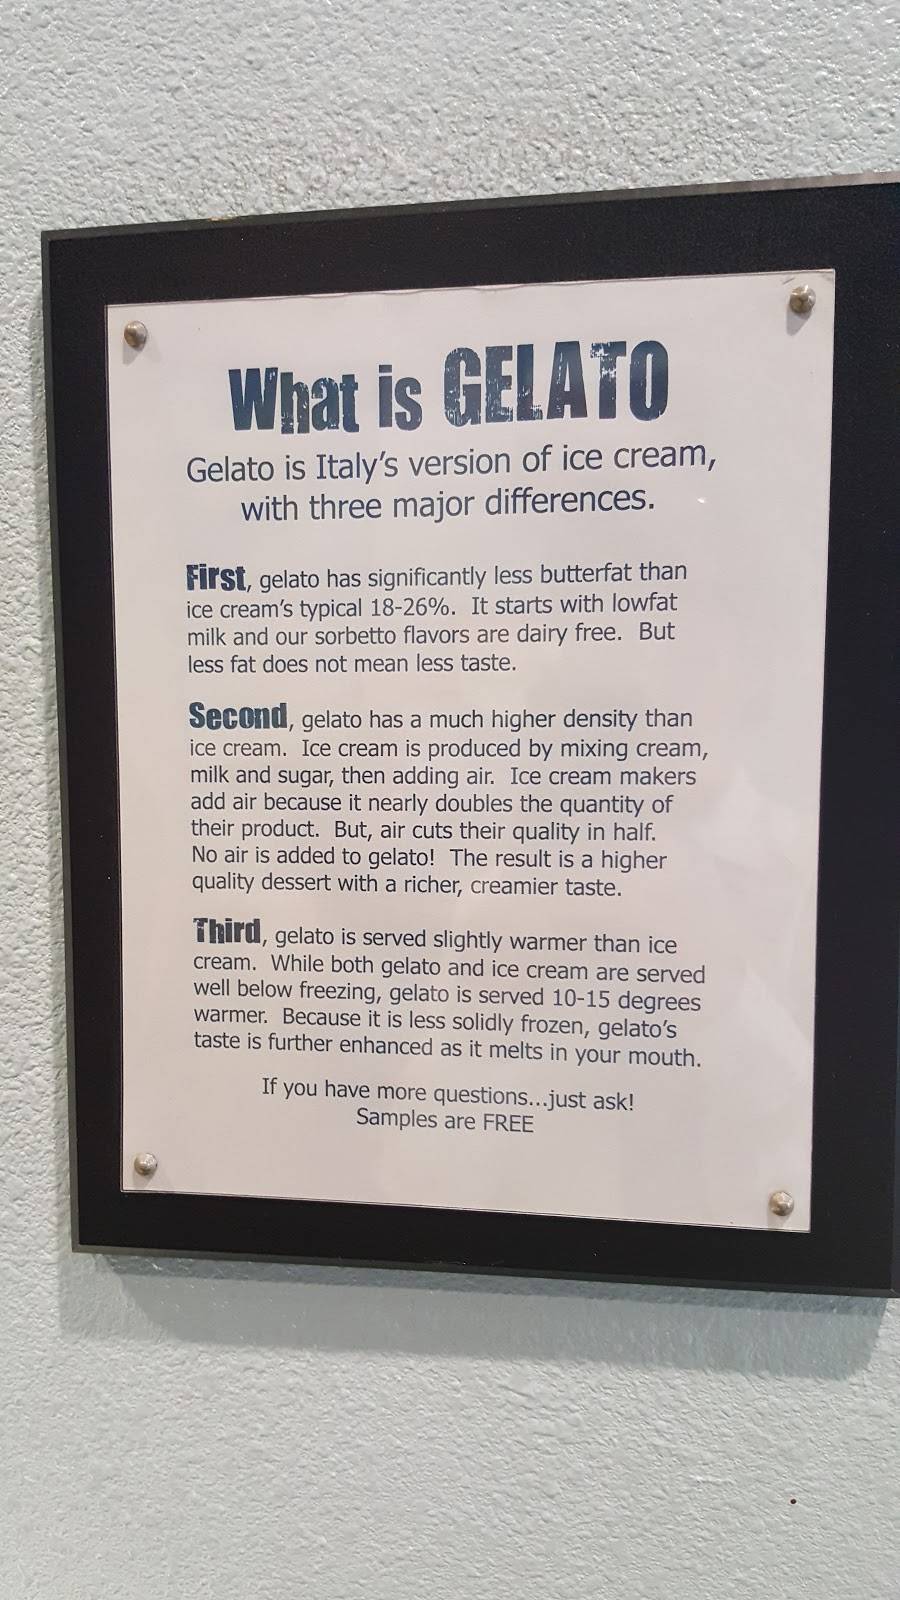 What is GELATO
Gelato is Italy's version of ice cream,
with three major differences.
First, gelato has significantly less butterfat than
ice cream's typical 18-26%. It starts with lowfat
milk and our sorbetto flavors are dairy free. But
less fat does not mean less taste.
Second, gelato has a much higher density than
ice cream. Ice cream is produced by mixing cream,
milk and sugar, then adding air. Ice cream makers
add air because it nearly doubles the quantity of
their product. But, air cuts their quality in half.
No air is added to gelato! The result is a higher
quality dessert with a richer, creamier taste.
Third, gelato is served slightly warmer than ice
cream. While both gelato and ice cream are served
well below freezing, gelato is served 10-15 degrees
warmer. Because it is less solidly frozen, gelato's
taste is further enhanced as it melts in your mouth.
If you have more questions...just ask!
Samples are FREE